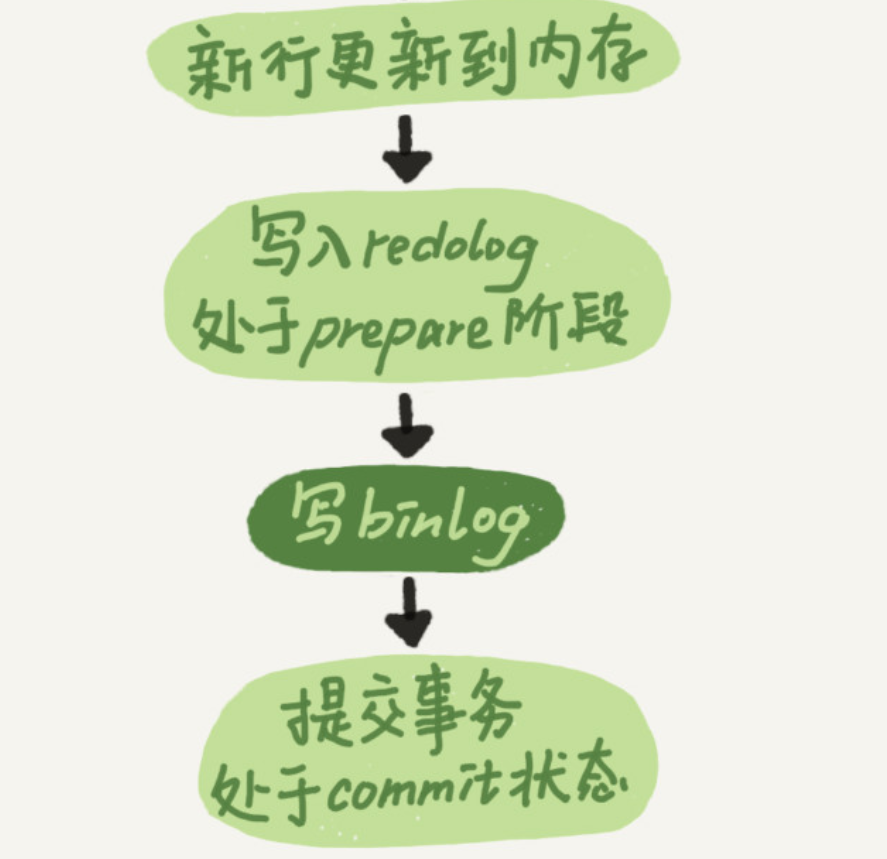 新行更新到内存
写入redolog
处于prepare阶段
写binlog
提交事务
处于commit状态